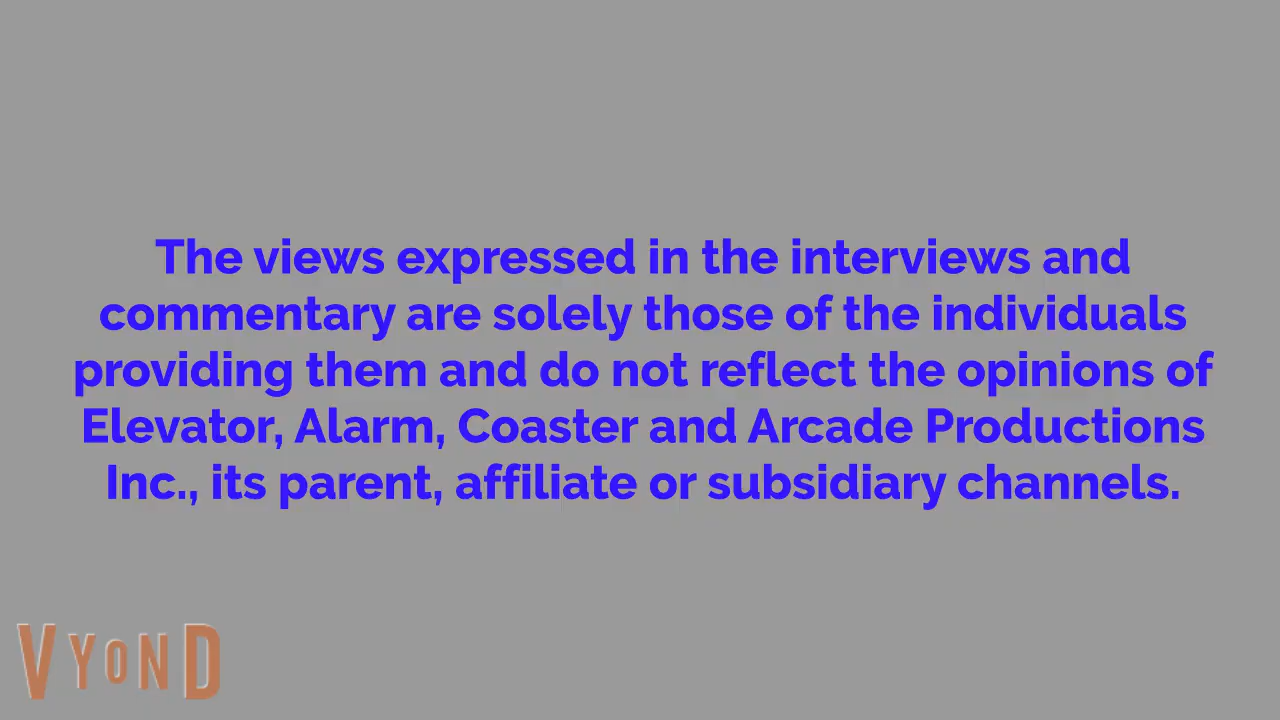 The views expressed in the interviews and
commentary are solely those of the individuals
providing them and do not reflect the opinions of
Elevator, Alarm, Coaster and Arcade Productions
Inc., its parent, affiliate or subsidiary channels.
VYOND